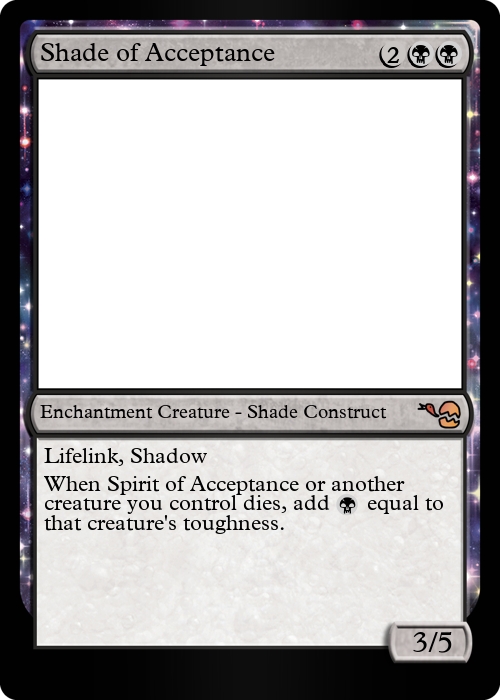 Shade of Acceptance 2
Enchantment Creature - Shade Construct
Lifelink, Shadow
When Spirit of Acceptance or another
creature you control dies, add equal to
that creature's toughness.
3/5